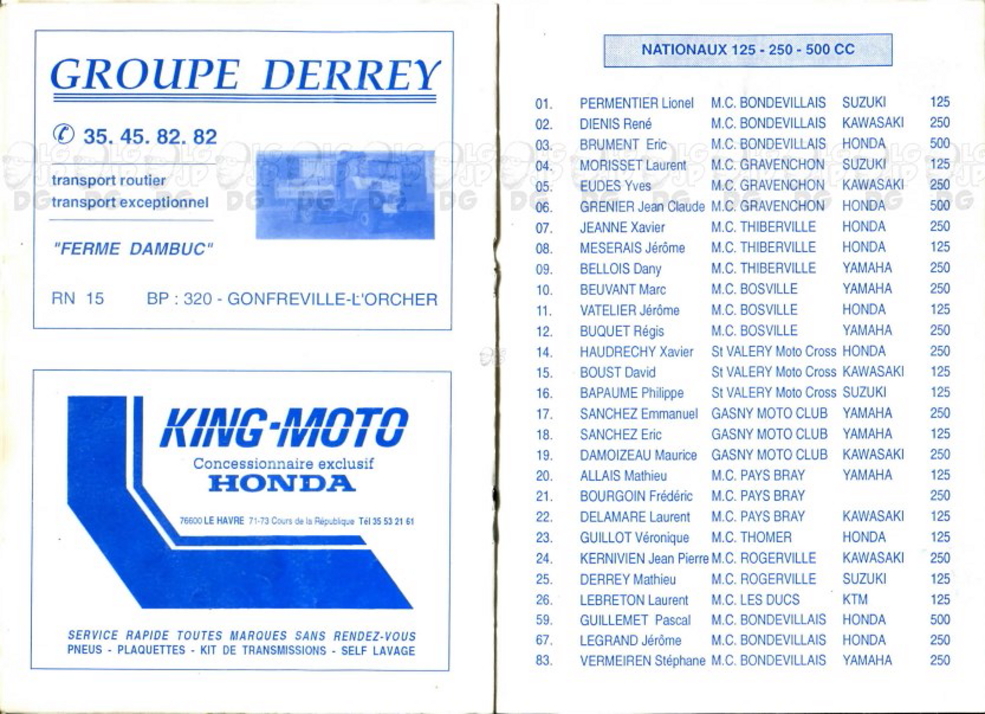 GROUPE DERREY
✆ 35. 45. 82. 82
transport routier
transport exceptionnel
"FERME DAMBUC"
RN 15 BP : 320 - GONFREVILLE-L'ORCHER
KING-MOTO
Concessionnaire exclusif
HONDA
76600 LE HAVRE 71-73 Cours de la République Tél 35 53 21 61
SERVICE RAPIDE TOUTES MARQUES SANS RENDEZ-VOUS
PNEUS - PLAQUETTES - KIT DE TRANSMISSIONS - SELF LAVAGE
NATIONAUX 125 - 250 - 500 CC
01. PERMENTIER Lionel M.C. BONDEVILLAIS SUZUKI 125
02. DIENIS René M.C. BONDEVILLAIS KAWASAKI 250
03. BRUMENT Eric M.C. BONDEVILLAIS HONDA 500
04. MORISSET Laurent M.C. GRAVENCHON SUZUKI 125
05. EUDES Yves M.C. GRAVENCHON KAWASAKI 250
06. GRENIER Jean Claude M.C. GRAVENCHON HONDA 500
07. JEANNE Xavier M.C. THIBERVILLE HONDA 250
08. MESERAIS Jérôme M.C. THIBERVILLE HONDA 125
09. BELLOIS Dany M.C. THIBERVILLE YAMAHA 250
10. BEUVANT Marc M.C. BOSVILLE YAMAHA 250
11. VATELIER Jérôme M.C. BOSVILLE HONDA 125
12. BUQUET Régis M.C. BOSVILLE YAMAHA 250
14. HAUDRECHY Xavier St VALERY Moto Cross HONDA 250
15. BOUST David St VALERY Moto Cross KAWASAKI 125
16. BAPAUME Philippe St VALERY Moto Cross SUZUKI 125
17. SANCHEZ Emmanuel GASNY MOTO CLUB YAMAHA 250
18. SANCHEZ Eric GASNY MOTO CLUB YAMAHA 125
19. DAMOIZEAU Maurice GASNY MOTO CLUB KAWASAKI 250
20. ALLAIS Mathieu M.C. PAYS BRAY YAMAHA 125
21. BOURGOIN Frédéric M.C. PAYS BRAY 250
22. DELAMARE Laurent M.C. PAYS BRAY KAWASAKI 125
23. GUILLOT Véronique M.C. THOMER HONDA 125
24. KERNIVIEN Jean Pierre M.C. ROGERVILLE KAWASAKI 250
25. DERREY Mathieu M.C. ROGERVILLE SUZUKI 125
26. LEBRETON Laurent M.C. LES DUCS KTM 125
59. GUILLEMET Pascal M.C. BONDEVILLAIS HONDA 500
67. LEGRAND Jérôme M.C. BONDEVILLAIS HONDA 250
83. VERMEIREN Stéphane M.C. BONDEVILLAIS YAMAHA 250